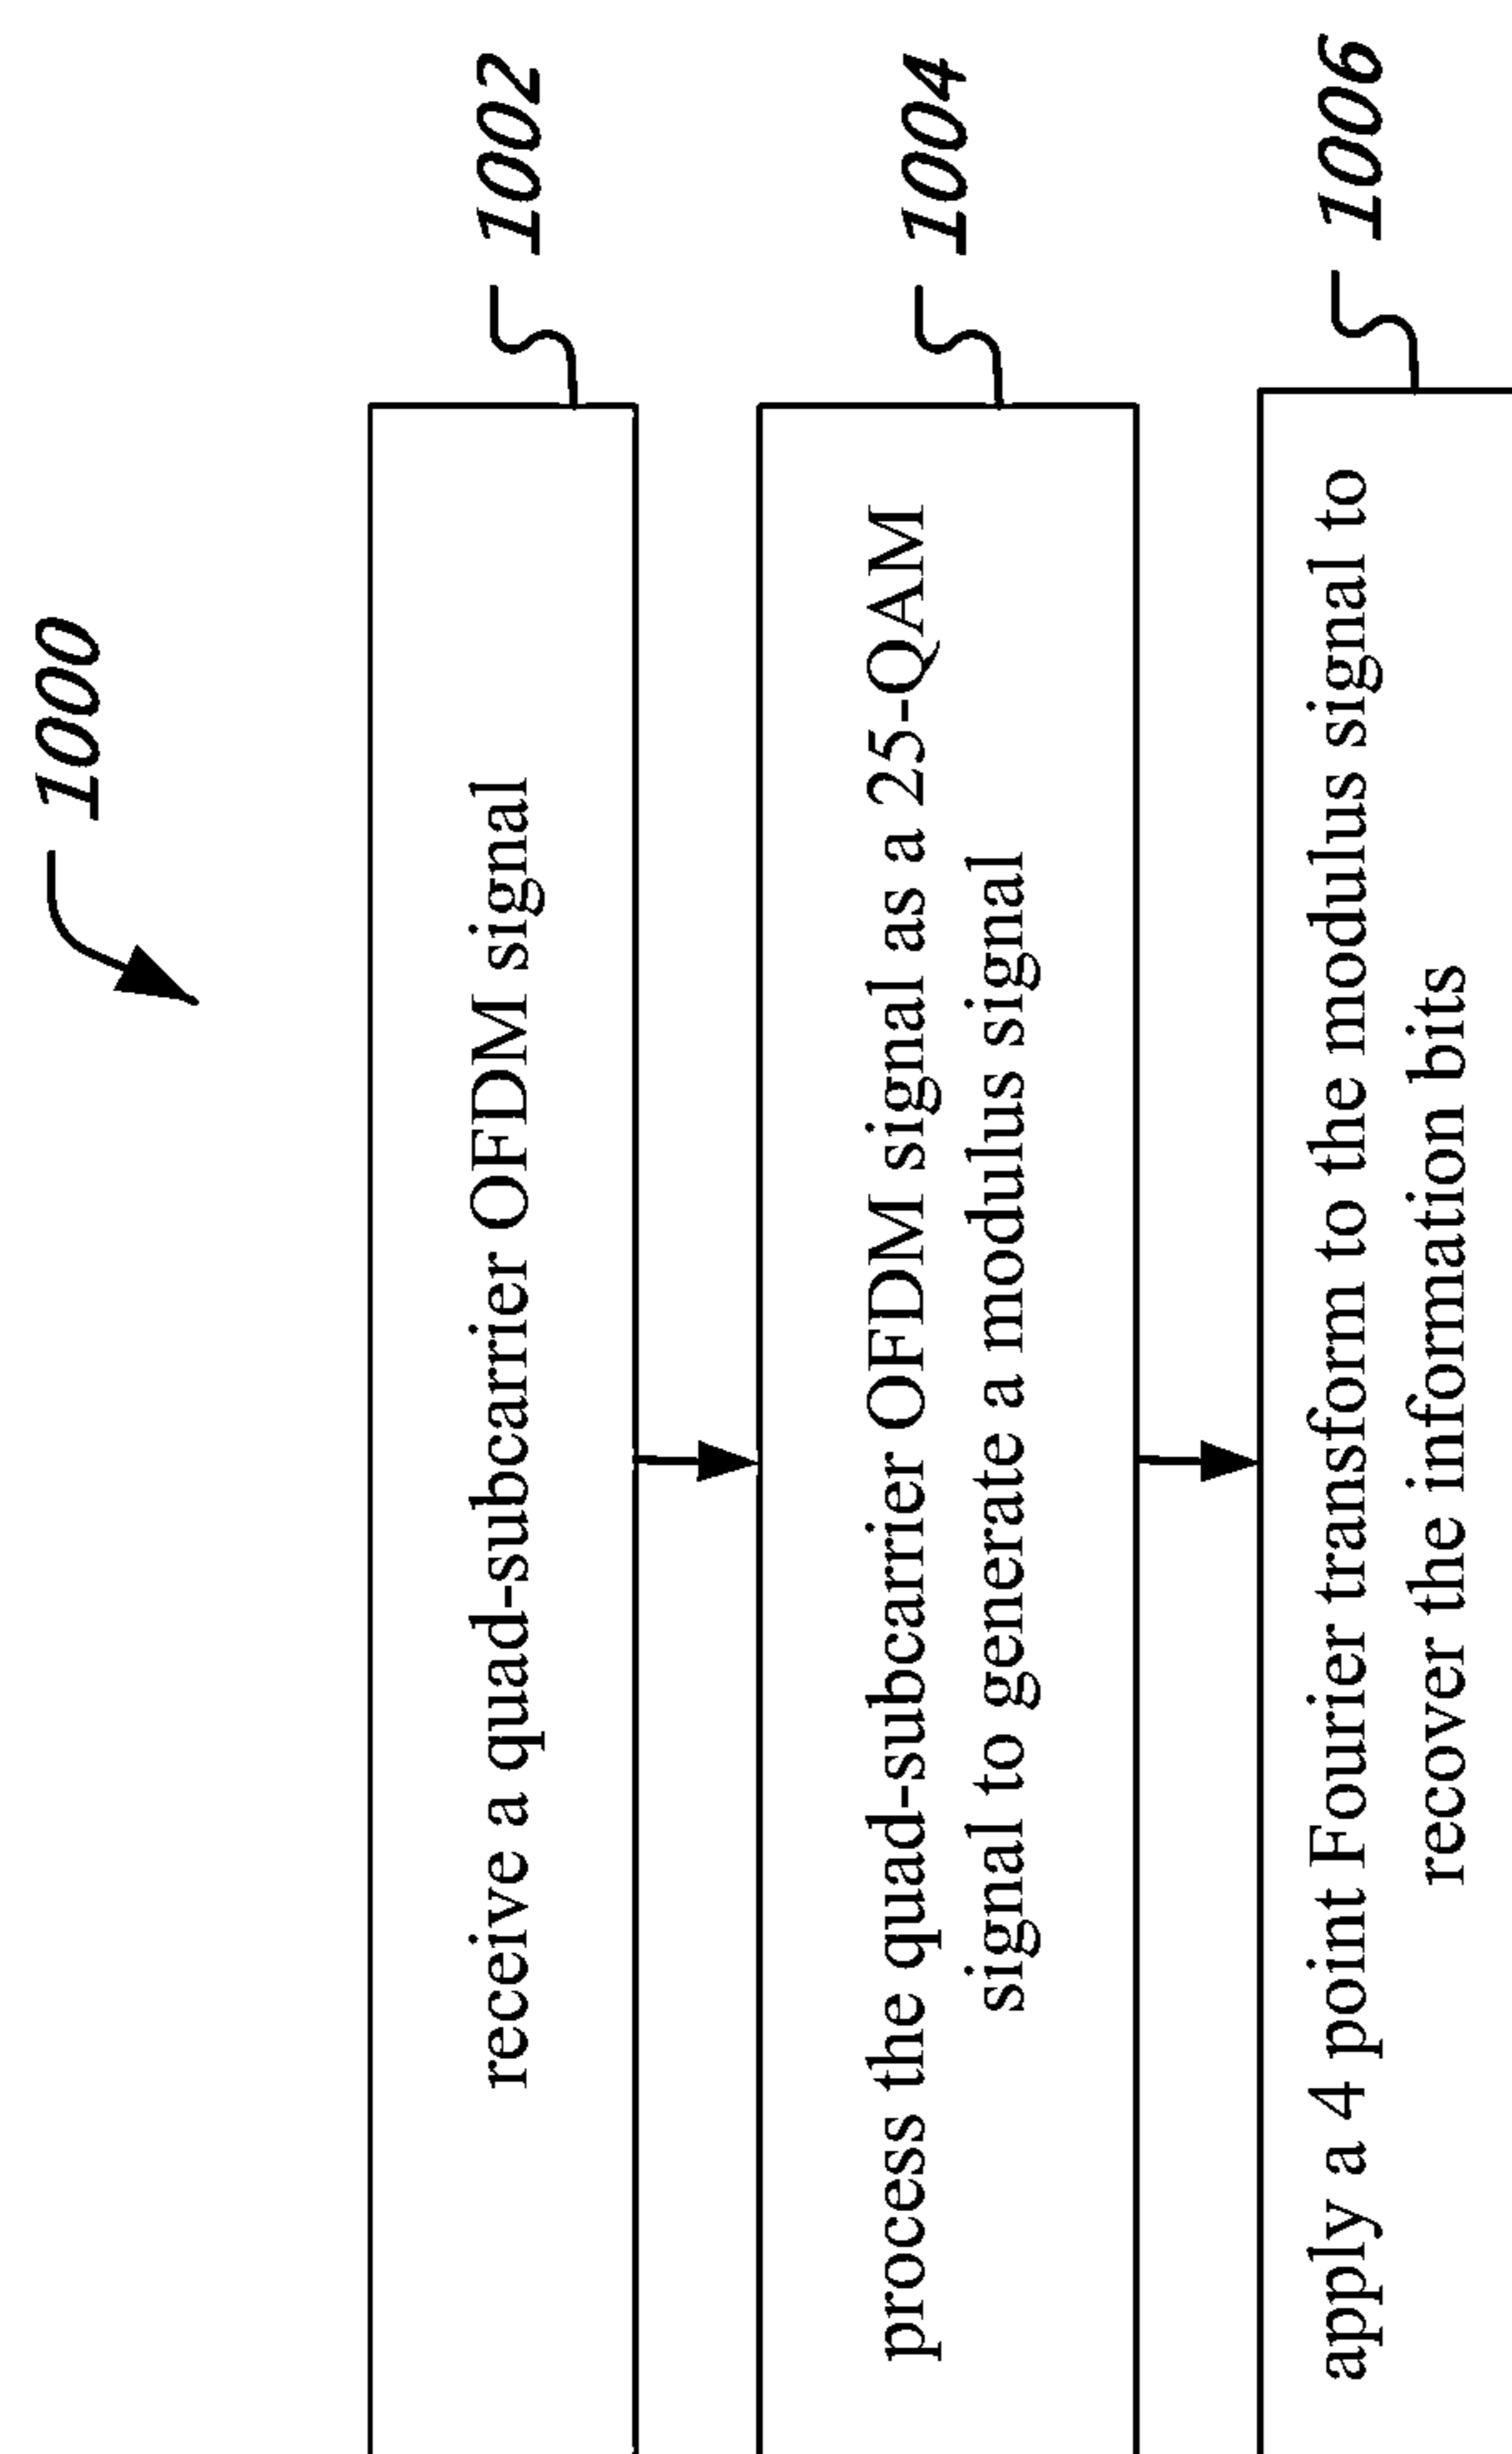 1000
receive a quad-subcarrier OFDM signal
1002
process the quad-subcarrier OFDM signal as a 25-QAM
signal to generate a modulus signal
1004
apply a 4 point Fourier transform to the modulus signal to
recover the information bits
1006